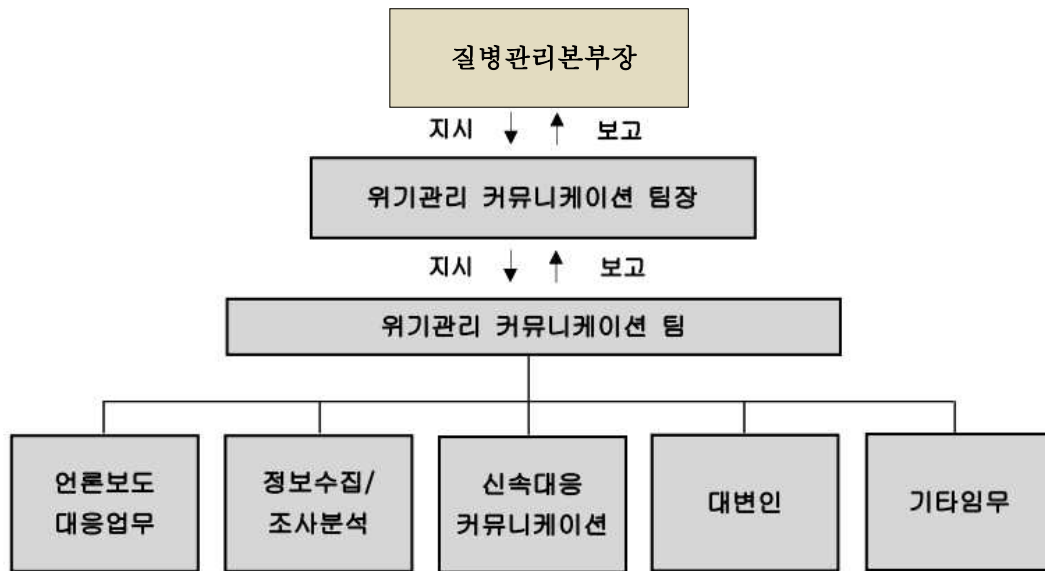 질병관리본부장
지시 보고
위기관리 커뮤니케이션 팀장
지시 보고
위기관리 커뮤니케이션 팀
언론보도
대응업무
정보수집/
조사분석
신속대응
커뮤니케이션
대변인
기타임무